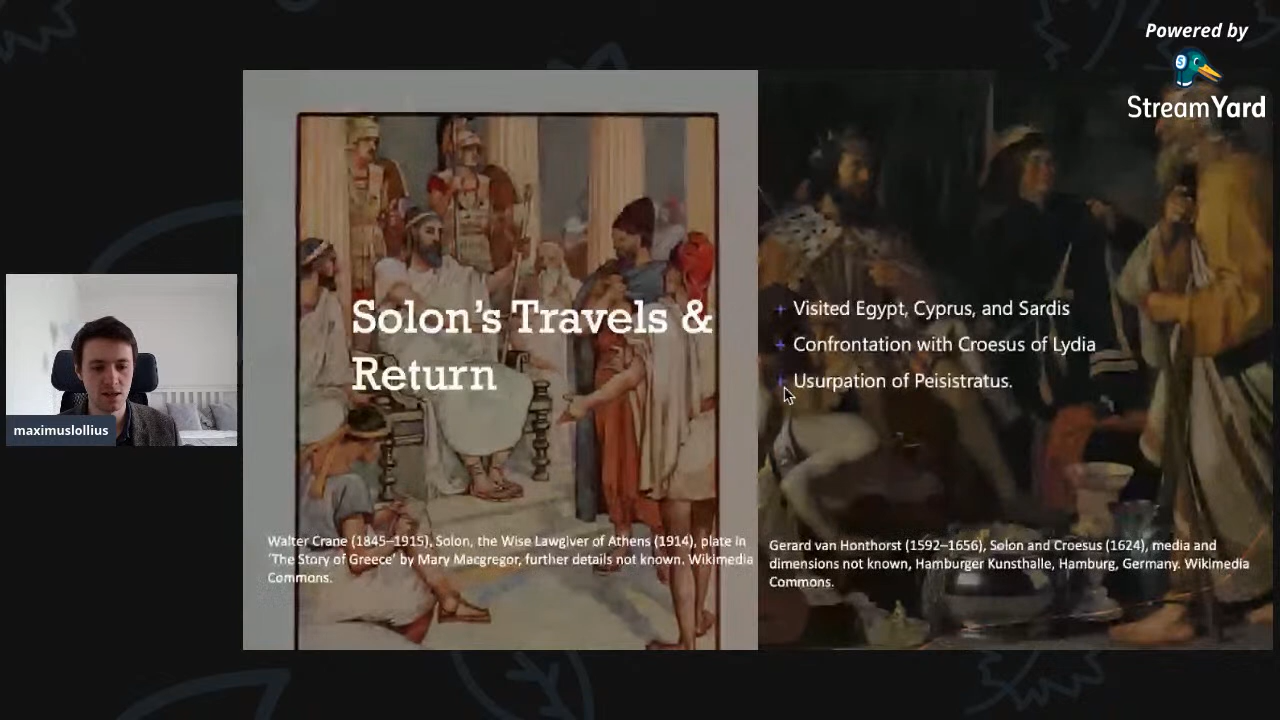 Powered by
StreamYard
maximuslollius
Solon's Travels &
Return
Walter Crane (1845–1915), Solon, the Wise Lawgiver of Athens (1914), plate in
'The Story of Greece' by Mary Macgregor, further details not known. Wikimedia
Commons.
Visited Egypt, Cyprus, and Sardis
Confrontation with Croesus of Lydia
Usurpation of Peisistratus.
Gerard van Honthorst (1592–1656), Solon and Croesus (1624), media and
dimensions not known, Hamburger Kunsthalle, Hamburg, Germany. Wikimedia
Commons.